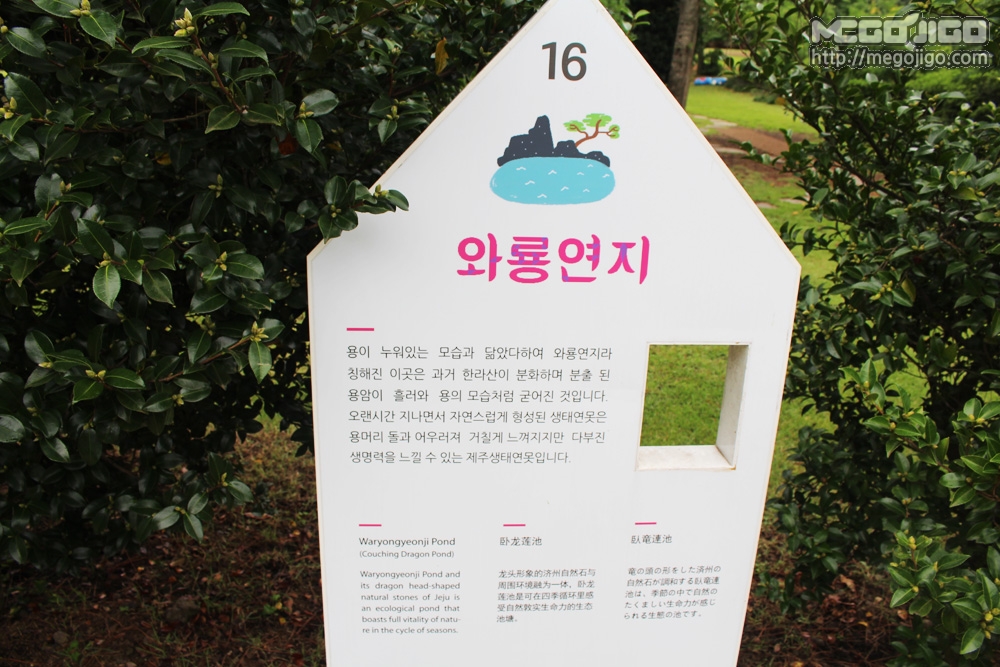 MEGOJIGO
http://megojigo.com
16
와룡연지
용이 누워있는 모습과 닮았다하여 와룡연지라
칭해진 이곳은 과거 한라산이 분화하며 분출 된
용암이 흘러와 용의 모습처럼 굳어진 것입니다.
오랜시간 지나면서 자연스럽게 형성된 생태연못은
용머리 돌과 어우러져 거칠게 느껴지지만 다부진
생명력을 느낄 수 있는 제주생태연못입니다.
Waryongyeonji Pond
(Couching Dragon Pond)
Waryongyeonji Pond and
its dragon head-shaped
natural stones of Jeju is
an ecological pond that
boasts full vitality of natu-
re in the cycle of seasons.
卧龙莲池
龙头形象的济州自然石与
周围环境融为一体。卧龙
莲池是可在四季循环里感
受自然数实生命力的生态
池塘。
臥竜連池
竜の頭の形をした済州の
自然石が調和する臥竜連
池は、季節の中で自然の
たくましい生命力が感じ
られる生態の池です。